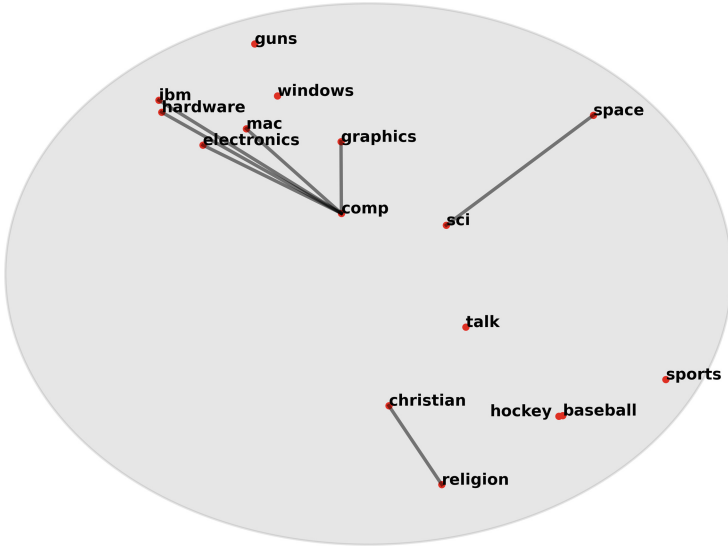 guns
windows
ibm
hardware
mac
electronics
graphics
space
comp
sci
talk
sports
christian
hockey
baseball
religion